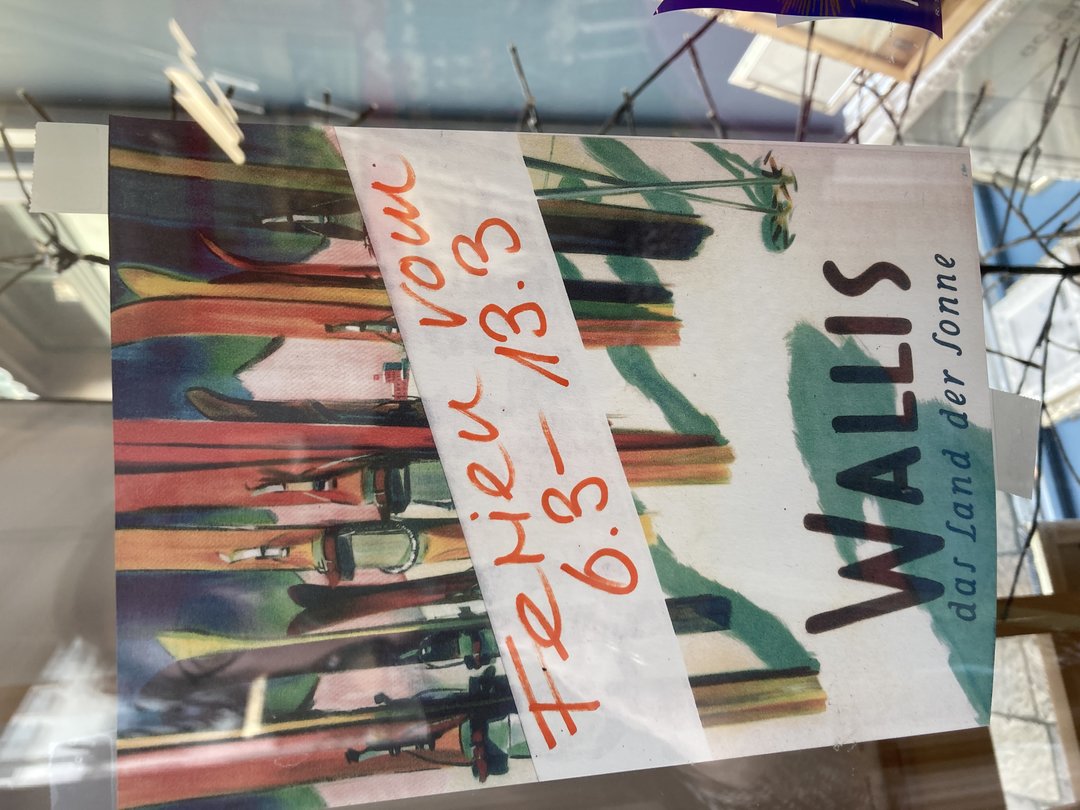 Ferien vom
6.3 – 13.3
WALLIS
das Land der Sonne